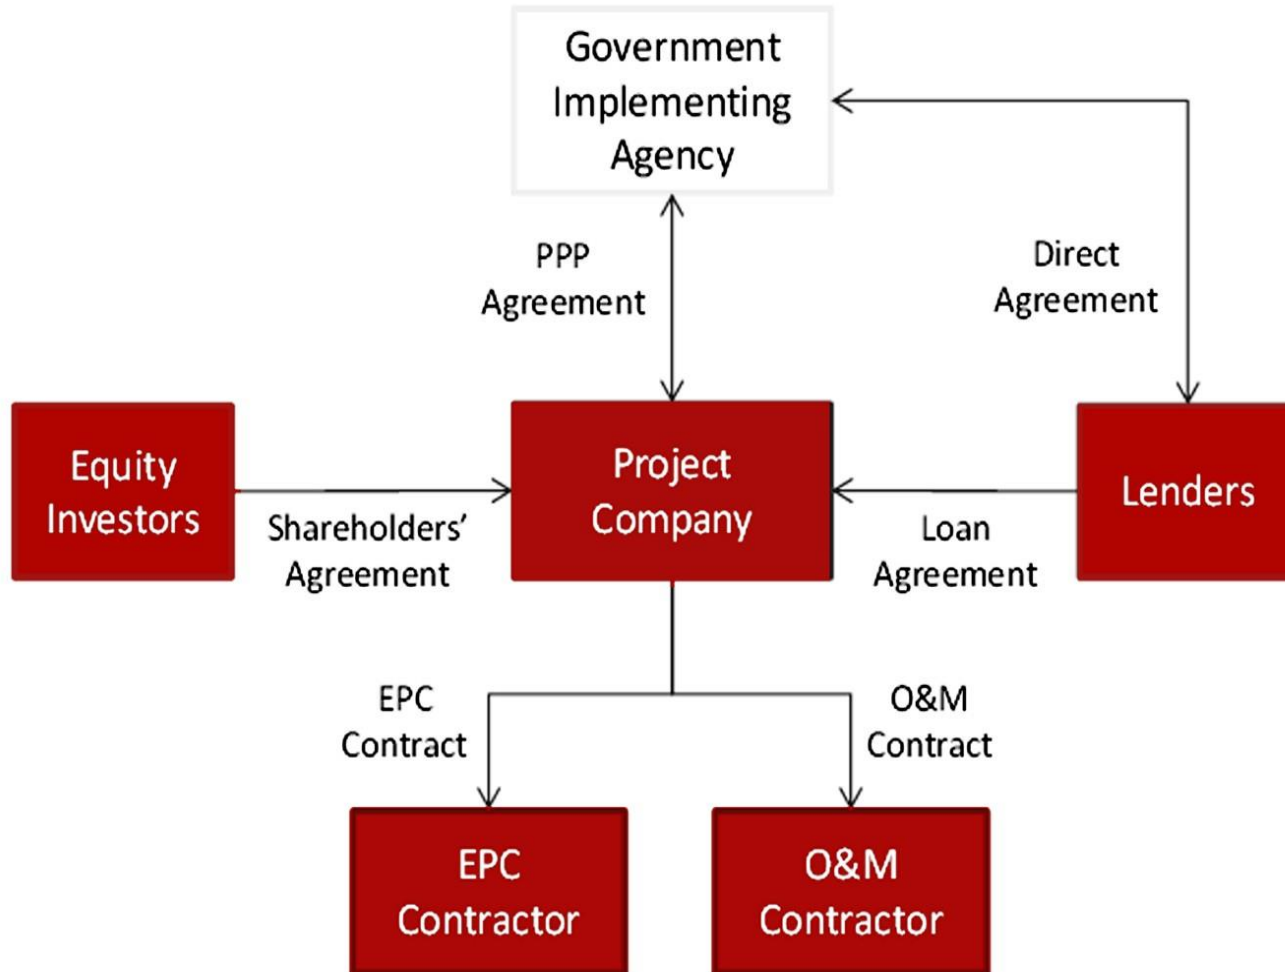 Government
Implementing
Agency
PPP
Agreement
Direct
Agreement
Equity
Investors
Shareholders’
Agreement
Project
Company
Loan
Agreement
Lenders
EPC
Contract
O&M
Contract
EPC
Contractor
O&M
Contractor